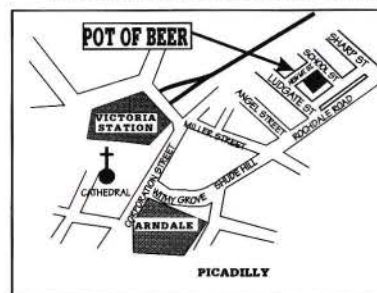 POT OF BEER
SHARP ST
SCHOOL ST
LUDGATE ST
ANGEL STREET
ROCHDALE ROAD
VICTORIA
STATION
MILLER STREET
SHUDE HILL
CATHEDRAL
CORPORATION STREET
WITHY GROVE
ARNDALE
PICADILLY